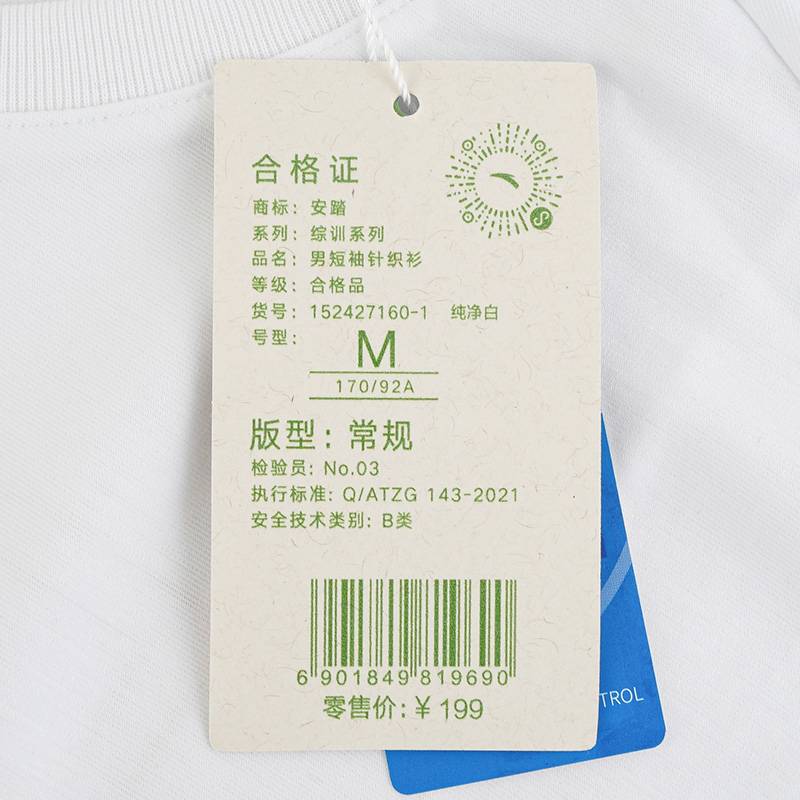 合格证
商标：安踏
系列：综训系列
品名：男短袖针织衫
等级：合格品
货号：152427160-1 纯净白
号型：
M
170/92A
版型：常规
检验员：No.03
执行标准：Q/ATZG 143-2021
安全技术类别：B类
6 901849 819690
零售价：¥ 199
TROL